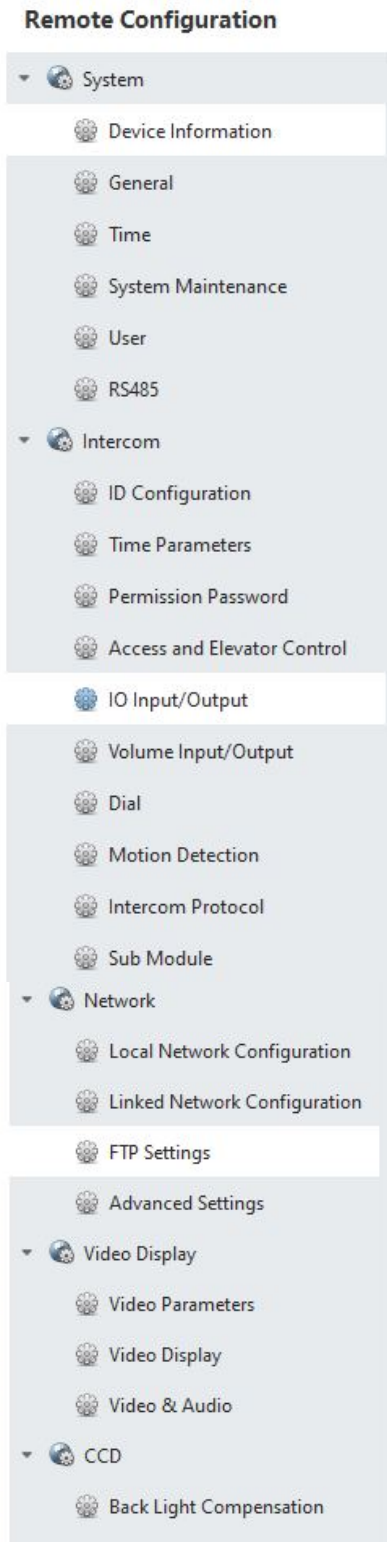 Remote Configuration
System
Device Information
General
Time
System Maintenance
User
RS485
Intercom
ID Configuration
Time Parameters
Permission Password
Access and Elevator Control
IO Input/Output
Volume Input/Output
Dial
Motion Detection
Intercom Protocol
Sub Module
Network
Local Network Configuration
Linked Network Configuration
FTP Settings
Advanced Settings
Video Display
Video Parameters
Video Display
Video & Audio
CCD
Back Light Compensation